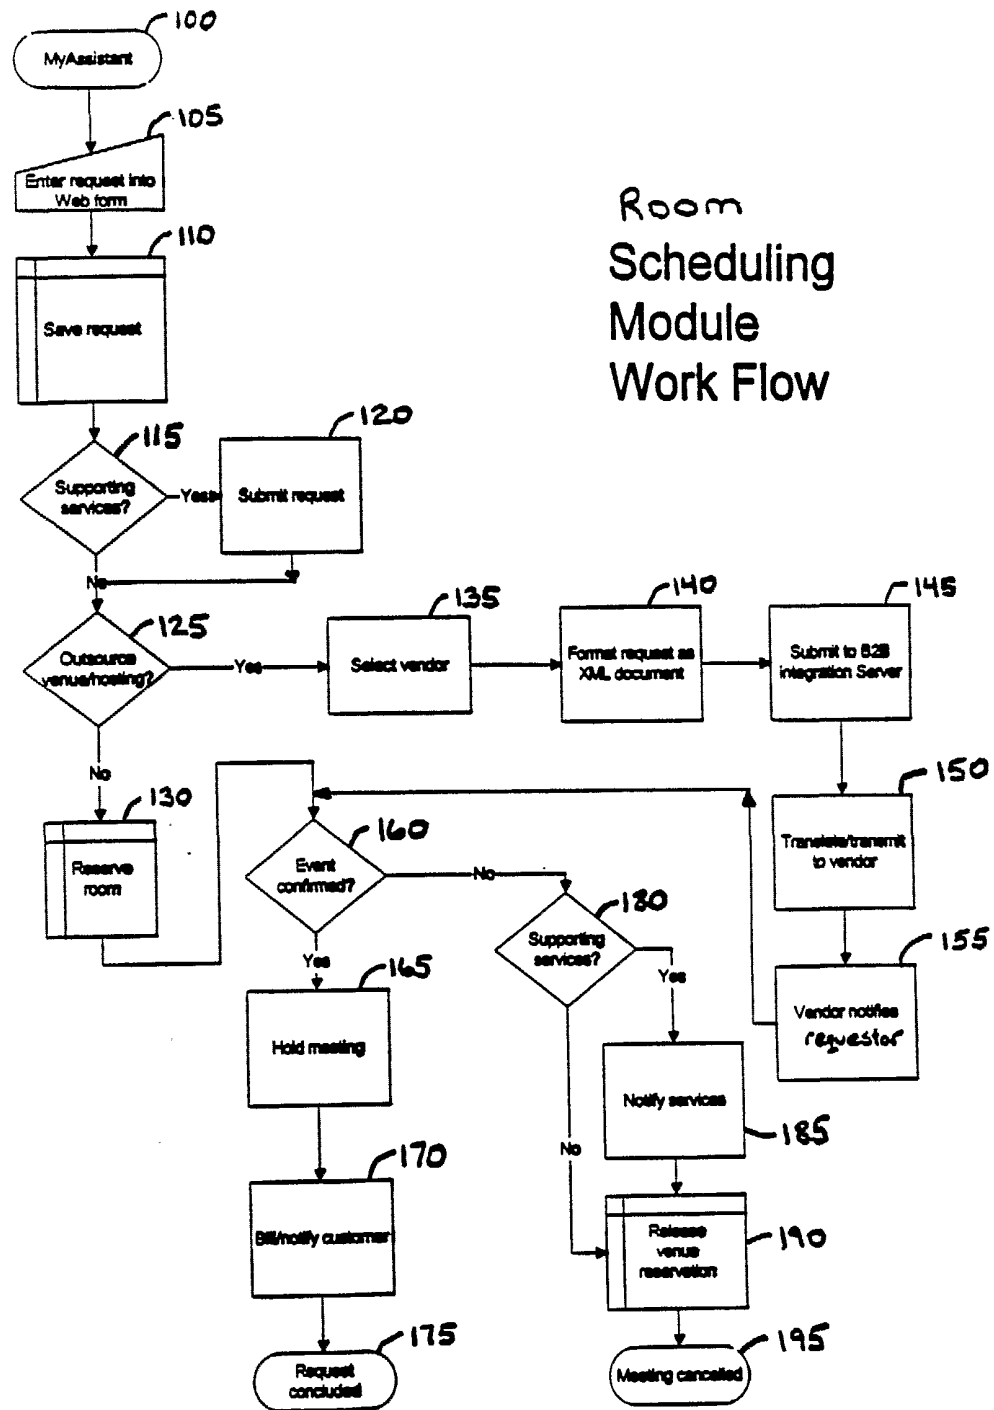 100
MyAssistant
105
Enter request into
Web form
Room
Scheduling
Module
Work Flow
110
Save request
115
Supporting
services?
Yes
120
Submit request
No
125
Outsource
venue/hosting?
Yes
135
Select vendor
140
Format request as
XML document
145
Submit to B2B
integration Server
No
130
Reserve
room
150
Translate/transmit
to vendor
160
Event
confirmed?
No
180
Supporting
services?
155
Vendor notifies
requestor
Yes
165
Hold meeting
Yes
Notify services
185
No
170
Bill/notify customer
190
Release
venue
reservation
175
Request
concluded
195
Meeting cancelled